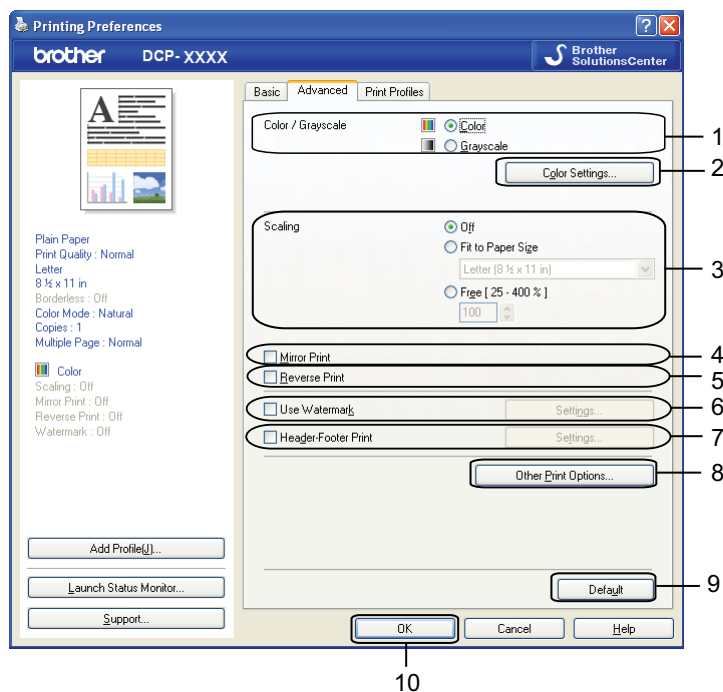 Printing Preferences
brother DCP-XXXX Brother SolutionsCenter
Basic Advanced Print Profiles
A
Color / Grayscale Color 1
Grayscale
Color Settings... 2
Scaling Off
Fit to Paper Size
Letter (8 ½ x 11 in) 3
Free [ 25 - 400 % ]
100
Mirror Print 4
Reverse Print 5
Use Watermark Settings... 6
Header-Footer Print Settings... 7
Other Print Options... 8
Default 9
Plain Paper
Print Quality : Normal
Letter
8 ½ x 11 in
Borderless : Off
Color Mode : Natural
Copies : 1
Multiple Page : Normal
Color
Scaling : Off
Mirror Print : Off
Reverse Print : Off
Watermark : Off
Add Profile(J)...
Launch Status Monitor...
Support...
OK Cancel Help
10